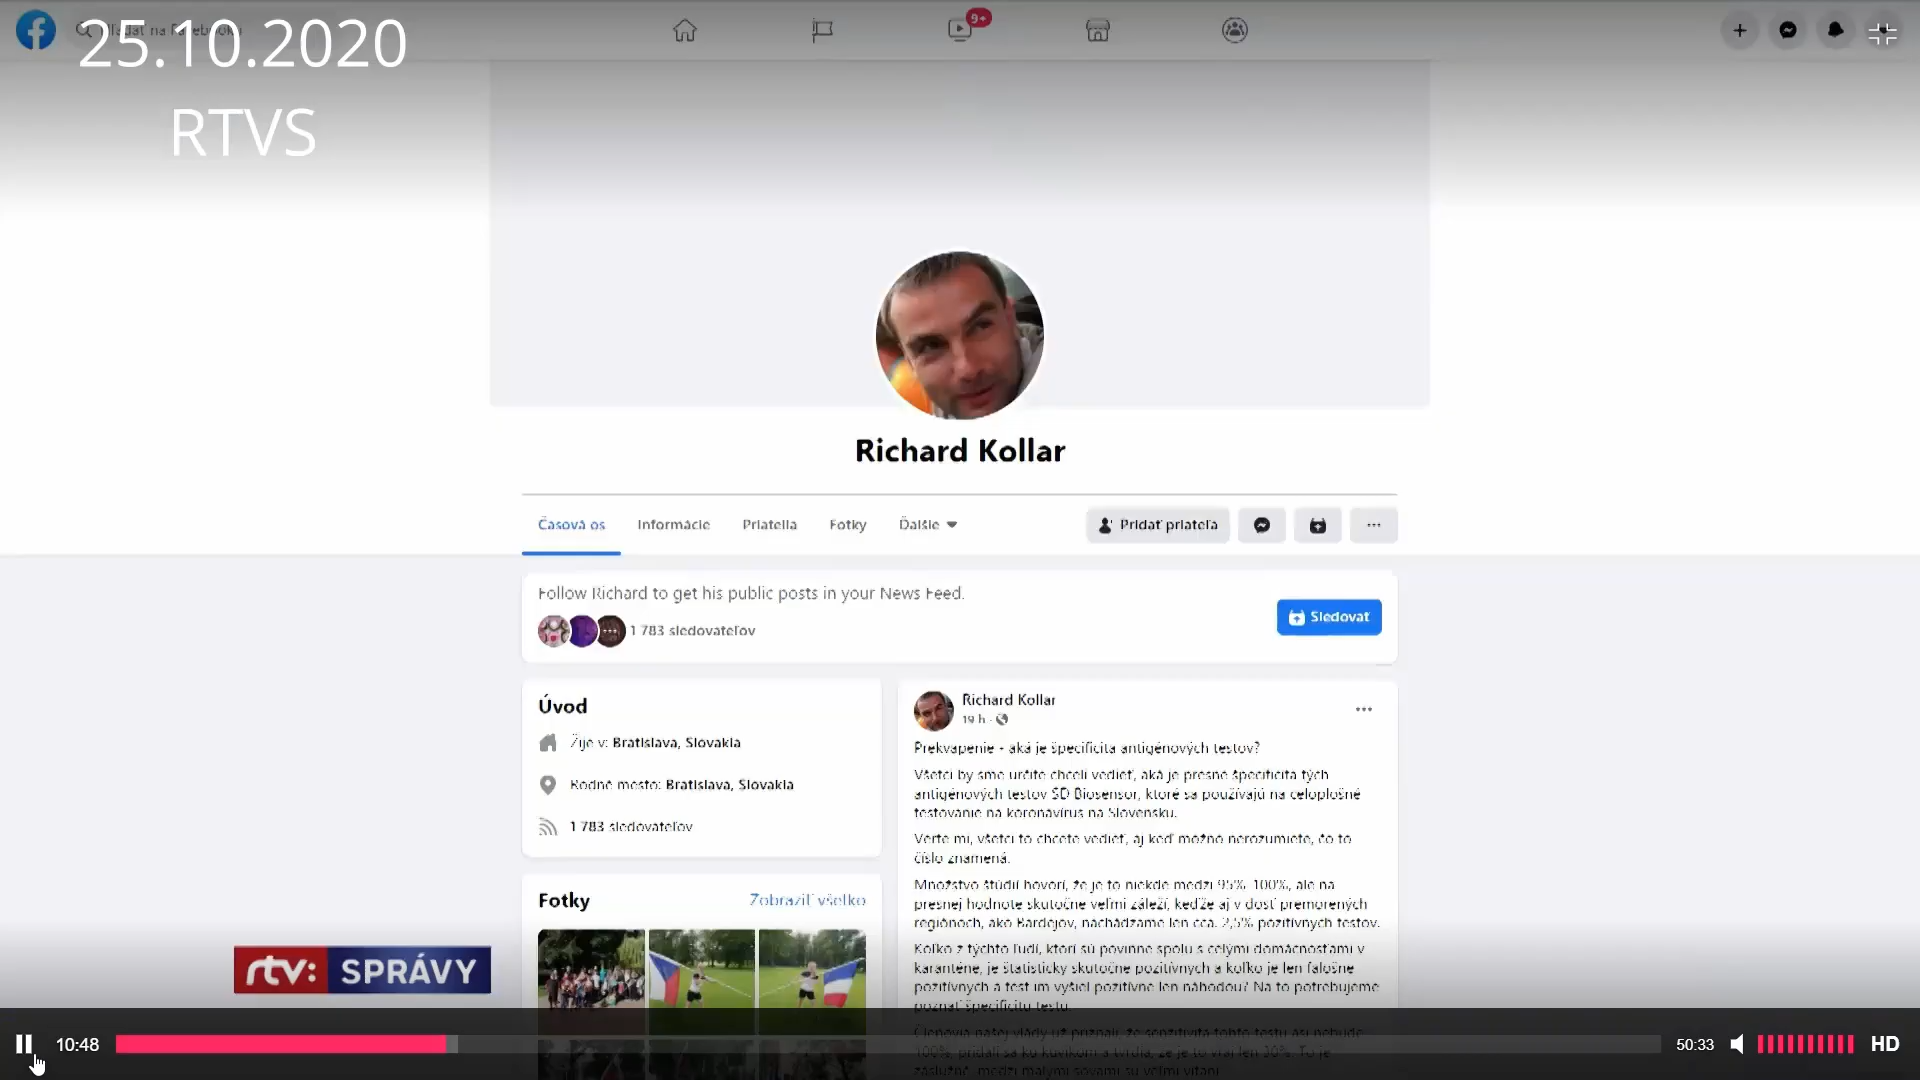 25.10.2020
RTVS
9+
Richard Kollar
Časová os
Informácie
Priatelia
Fotky
Ďalšie
Pridať priateľa
Follow Richard to get his public posts in your News Feed.
1 783 sledovateľov
Sledovať
Úvod
Žije v: Bratislava, Slovakia
Rodné mesto: Bratislava, Slovakia
1 783 sledovateľov
Fotky
Zobraziť všetko
Richard Kollar
19 h
Prekvapenie - aká je špecificita antigénových testov?
Všetci by sme určite chceli vedieť, aká je presne špecificita tých
antigénových testov SD Biosensor, ktoré sa používajú na celoplošné
testovanie na koronavírus na Slovensku.
Verte mi, všetci to chcete vedieť, aj keď možno nerozumiete, čo to
číslo znamená.
Množstvo štúdií hovorí, že je to niekde medzi 95% 100%, ale na
presnej hodnote skutočne veľmi záleží, keďže aj v dosť premorených
regiónoch, ako Bardejov, nachádzame len cca. 2,5% pozitívnych testov.
Koľko z týchto ľudí, ktorí sú povinne spolu s celými domácnosťami v
karanténe, je štatisticky skutočne pozitívnych a koľko je len falošne
pozitívnych a test im vyšiel pozitívne len náhodou? Na to potrebujeme
poznať špecificitu testu.
rtv: SPRÁVY
10:48
50:33
HD